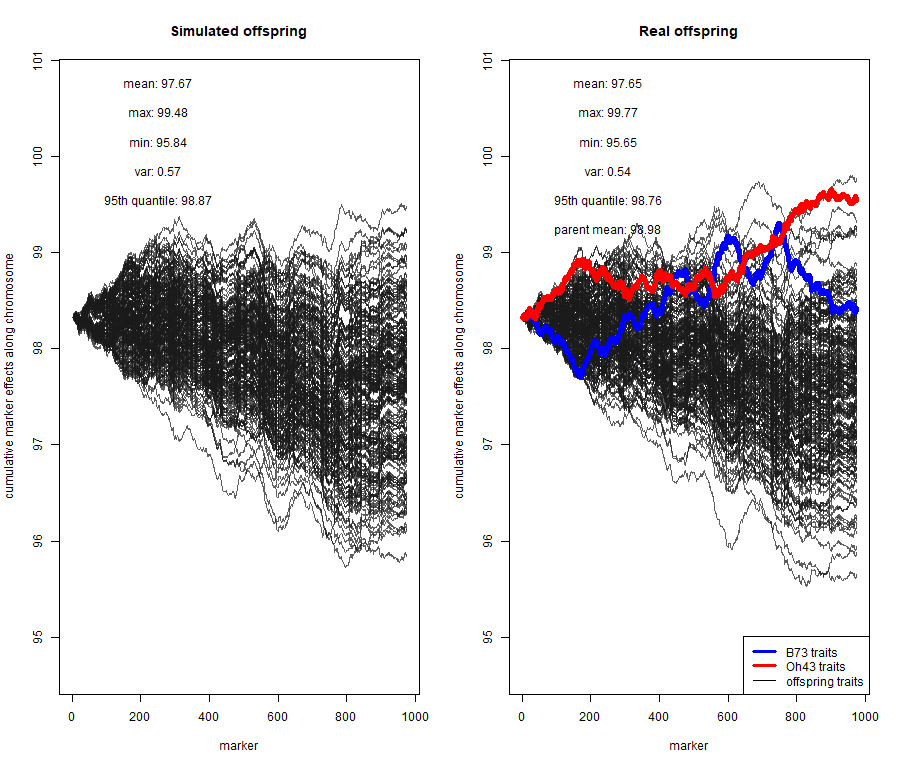 Simulated offspring
mean: 97.67
max: 99.48
min: 95.84
var: 0.57
95th quantile: 98.87
cumulative marker effects along chromosome
95
96
97
98
99
100
101
0
200
400
600
800
1000
marker
Real offspring
mean: 97.65
max: 99.77
min: 95.65
var: 0.54
95th quantile: 98.76
parent mean: 98.98
cumulative marker effects along chromosome
95
96
97
98
99
100
101
0
200
400
600
800
1000
marker
B73 traits
Oh43 traits
offspring traits